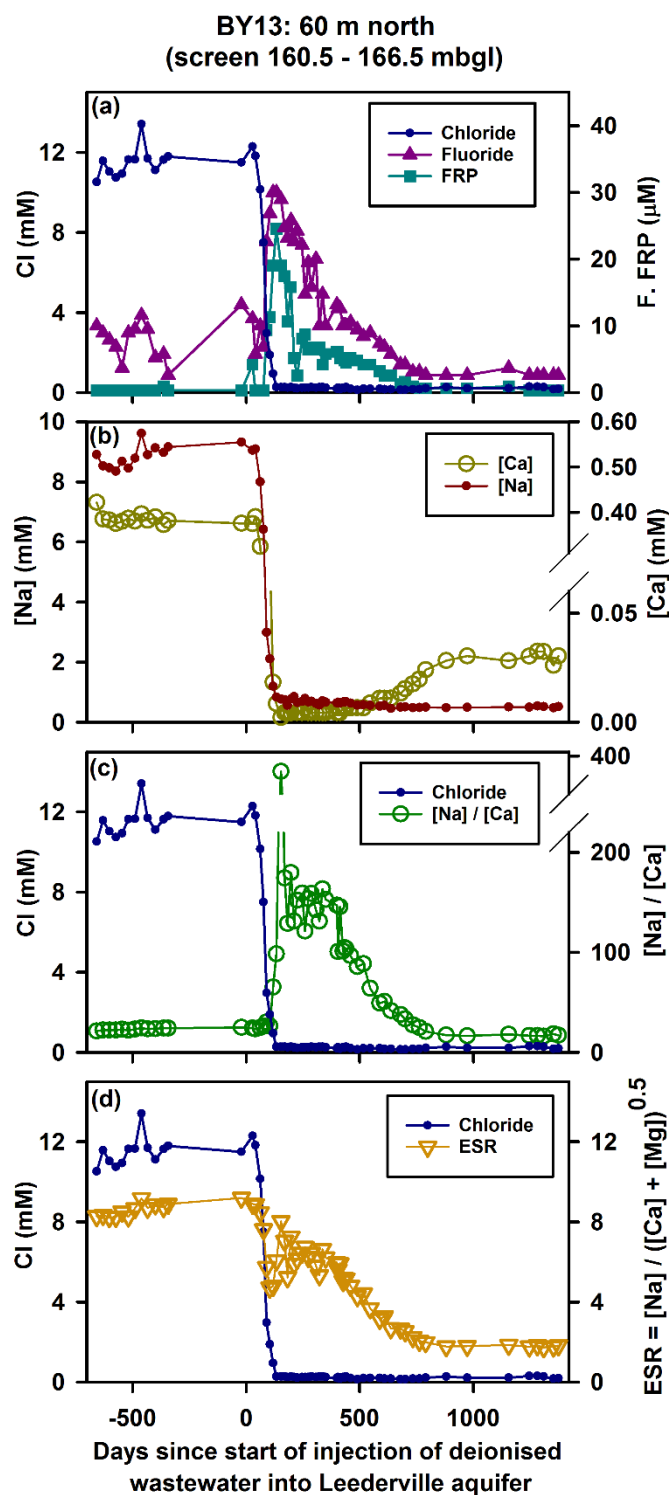 BY13: 60 m north
(screen 160.5 - 166.5 mbgl)
(a)
Chloride
Fluoride
FRP
Cl (mM)
12
8
4
0
F. FRP (μM)
40
30
20
10
0
(b)
[Ca]
[Na]
[Na] (mM)
10
8
6
4
2
0
[Ca] (mM)
0.60
0.50
0.40
0.05
0.00
(c)
Chloride
[Na] / [Ca]
Cl (mM)
12
8
4
0
[Na] / [Ca]
400
200
100
0
(d)
Chloride
ESR
Cl (mM)
12
8
4
0
ESR = [Na] / ([Ca] + [Mg])0.5
12
8
4
0
-500 0 500 1000
Days since start of injection of deionised
wastewater into Leederville aquifer